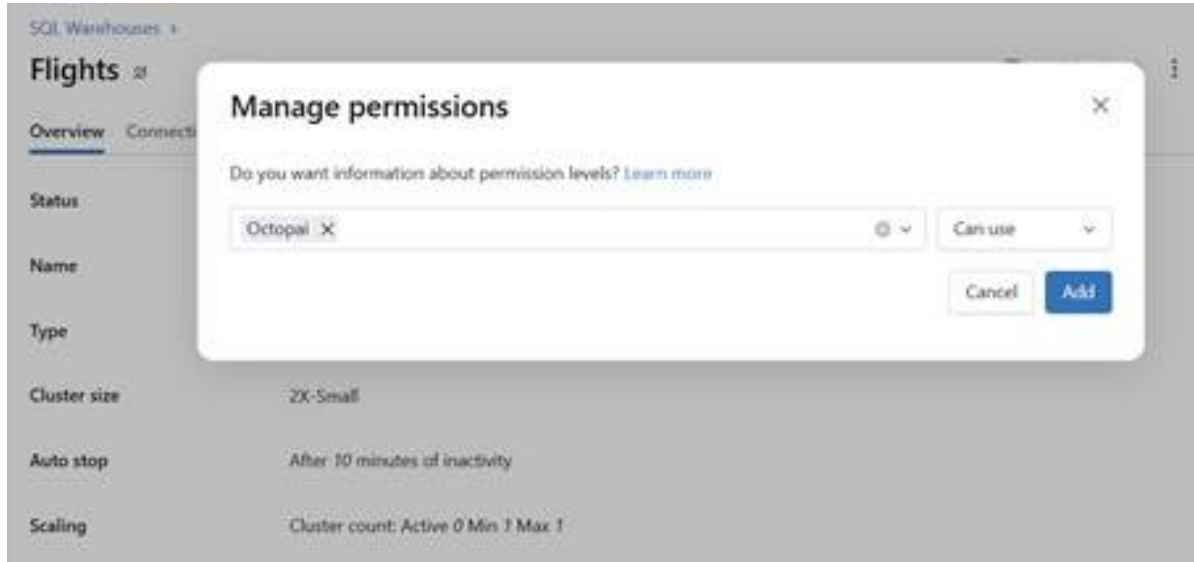 SQL Warehouses
Flights
Overview Connecti
Manage permissions
Do you want information about permission levels? Learn more
Octopai Can use
Cancel Add
Status
Name
Type
Cluster size 2X-Small
Auto stop After 10 minutes of inactivity
Scaling Cluster count: Active 0 Min 1 Max 1